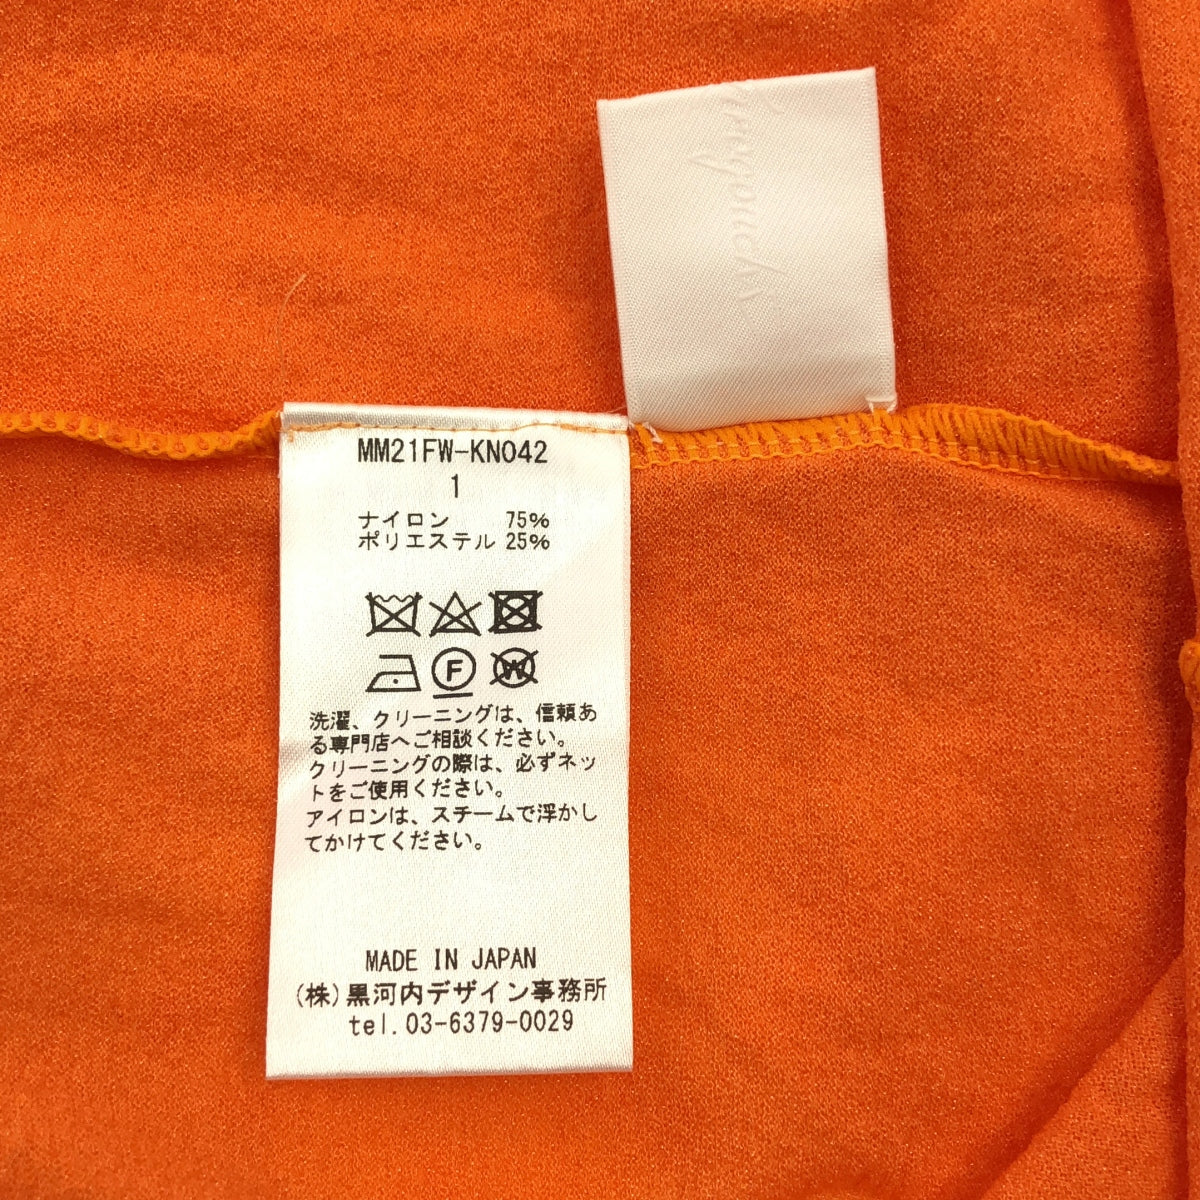 MM21FW-KN042
1
ナイロン 75%
ポリエステル 25%
F
W
洗濯、クリーニングは、信頼あ
る専門店へご相談ください。
クリーニングの際は、必ずネッ
トをご使用ください。
アイロンは、スチームで浮かし
てかけてください。
MADE IN JAPAN
(株)黒河内デザイン事務所
tel.03-6379-0029